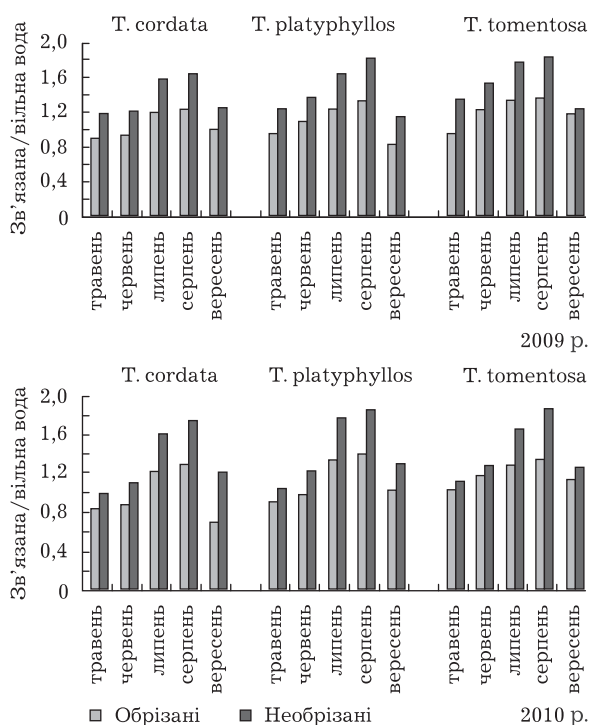 T. cordata T. platyphyllos T. tomentosa
Зв’язана/вільна вода
2,0
1,6
1,2
0,8
0,4
0
травень червень липень серпень вересень травень червень липень серпень вересень травень червень липень серпень вересень
2009 р.
T. cordata T. platyphyllos T. tomentosa
Зв’язана/вільна вода
2,0
1,6
1,2
0,8
0,4
0
травень червень липень серпень вересень травень червень липень серпень вересень травень червень липень серпень вересень
Обрізані Необрізані 2010 р.